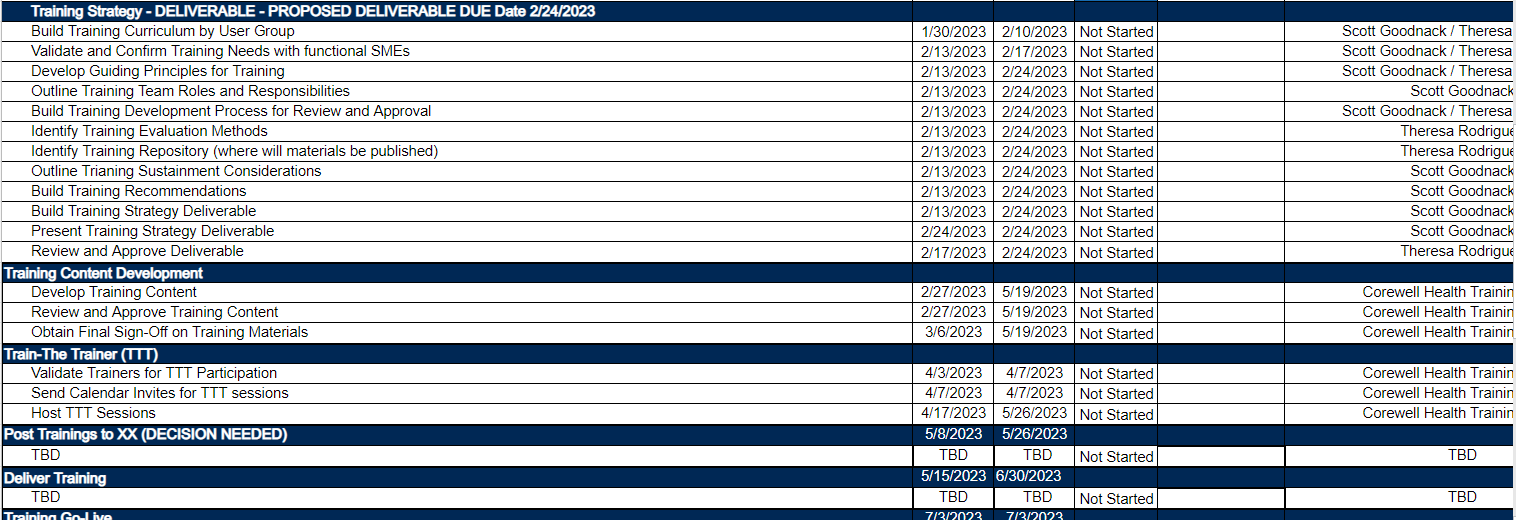 Training Strategy - DELIVERABLE - PROPOSED DELIVERABLE DUE Date 2/24/2023
Build Training Curriculum by User Group 1/30/2023 2/10/2023 Not Started Scott Goodnack / Theresa
Validate and Confirm Training Needs with functional SMEs 2/13/2023 2/17/2023 Not Started Scott Goodnack / Theresa
Develop Guiding Principles for Training 2/13/2023 2/24/2023 Not Started Scott Goodnack / Theresa
Outline Training Team Roles and Responsibilities 2/13/2023 2/24/2023 Not Started Scott Goodnack
Build Training Development Process for Review and Approval 2/13/2023 2/24/2023 Not Started Scott Goodnack / Theresa
Identify Training Evaluation Methods 2/13/2023 2/24/2023 Not Started Theresa Rodrigue
Identify Training Repository (where will materials be published) 2/13/2023 2/24/2023 Not Started Theresa Rodrigue
Outline Trianing Sustainment Considerations 2/13/2023 2/24/2023 Not Started Scott Goodnack
Build Training Recommendations 2/13/2023 2/24/2023 Not Started Scott Goodnack
Build Training Strategy Deliverable 2/13/2023 2/24/2023 Not Started Scott Goodnack
Present Training Strategy Deliverable 2/24/2023 2/24/2023 Not Started Scott Goodnack
Review and Approve Deliverable 2/17/2023 2/24/2023 Not Started Theresa Rodrigue
Training Content Development
Develop Training Content 2/27/2023 5/19/2023 Not Started Corewell Health Trainin
Review and Approve Training Content 2/27/2023 5/19/2023 Not Started Corewell Health Trainin
Obtain Final Sign-Off on Training Materials 3/6/2023 5/19/2023 Not Started Corewell Health Trainin
Train-The Trainer (TTT)
Validate Trainers for TTT Participation 4/3/2023 4/7/2023 Not Started Corewell Health Trainin
Send Calendar Invites for TTT sessions 4/7/2023 4/7/2023 Not Started Corewell Health Trainin
Host TTT Sessions 4/17/2023 5/26/2023 Not Started Corewell Health Trainin
Post Trainings to XX (DECISION NEEDED) 5/8/2023 5/26/2023
TBD TBD TBD Not Started TBD
Deliver Training 5/15/2023 6/30/2023
TBD TBD TBD Not Started TBD
Training Go-Live 7/3/2023 7/3/2023